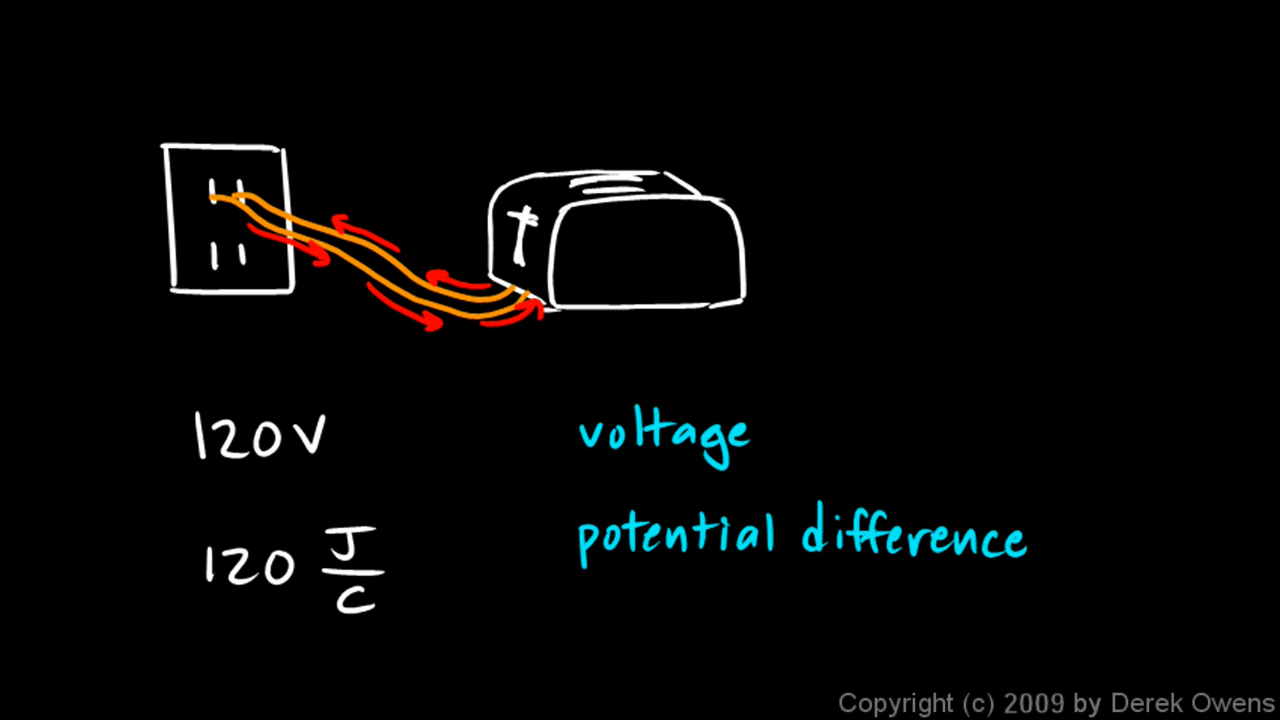 120V
voltage
120 J/C
potential difference
Copyright (c) 2009 by Derek Owens